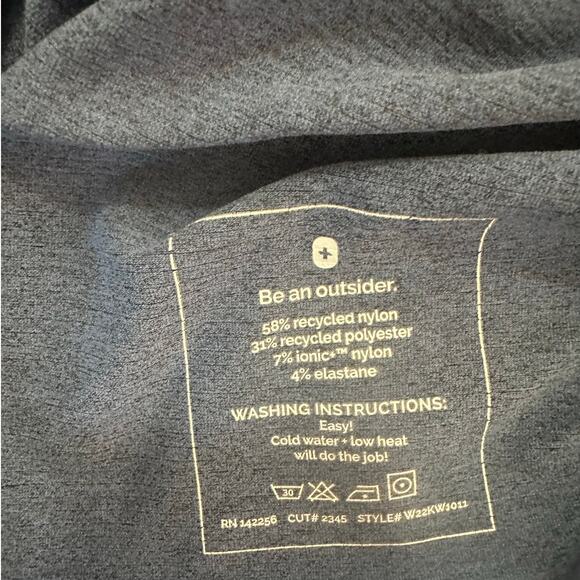 Be an outsider.
58% recycled nylon
31% recycled polyester
7% ionic+™ nylon
4% elastane
WASHING INSTRUCTIONS:
Easy!
Cold water + low heat
will do the job!
30
RN 142256 CUT# 2345 STYLE# W22KW1011